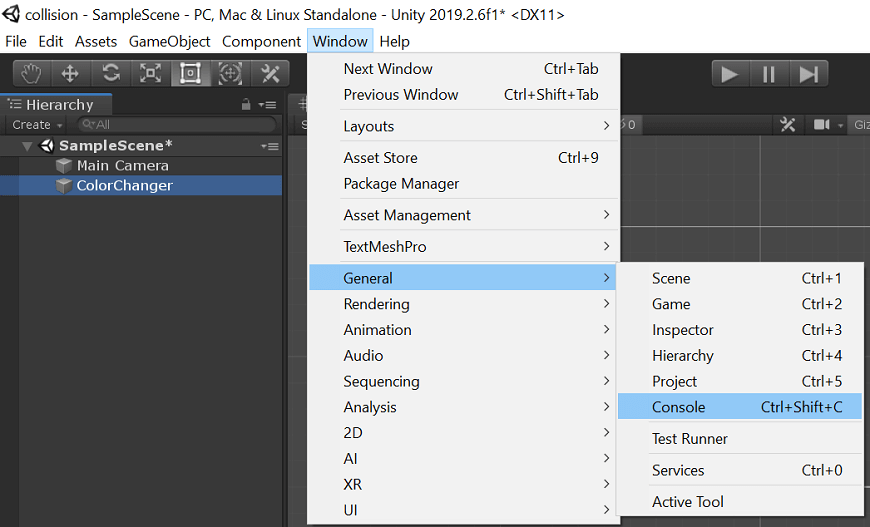 collision - SampleScene - PC, Mac & Linux Standalone - Unity 2019.2.6f1* <DX11>
File Edit Assets GameObject Component Window Help
Hierarchy
Create All
SampleScene*
Main Camera
ColorChanger
Next Window Ctrl+Tab
Previous Window Ctrl+Shift+Tab
Layouts
Asset Store Ctrl+9
Package Manager
Asset Management
TextMeshPro
General
Rendering
Animation
Audio
Sequencing
Analysis
2D
AI
XR
UI
0
Giz
Scene Ctrl+1
Game Ctrl+2
Inspector Ctrl+3
Hierarchy Ctrl+4
Project Ctrl+5
Console Ctrl+Shift+C
Test Runner
Services Ctrl+0
Active Tool